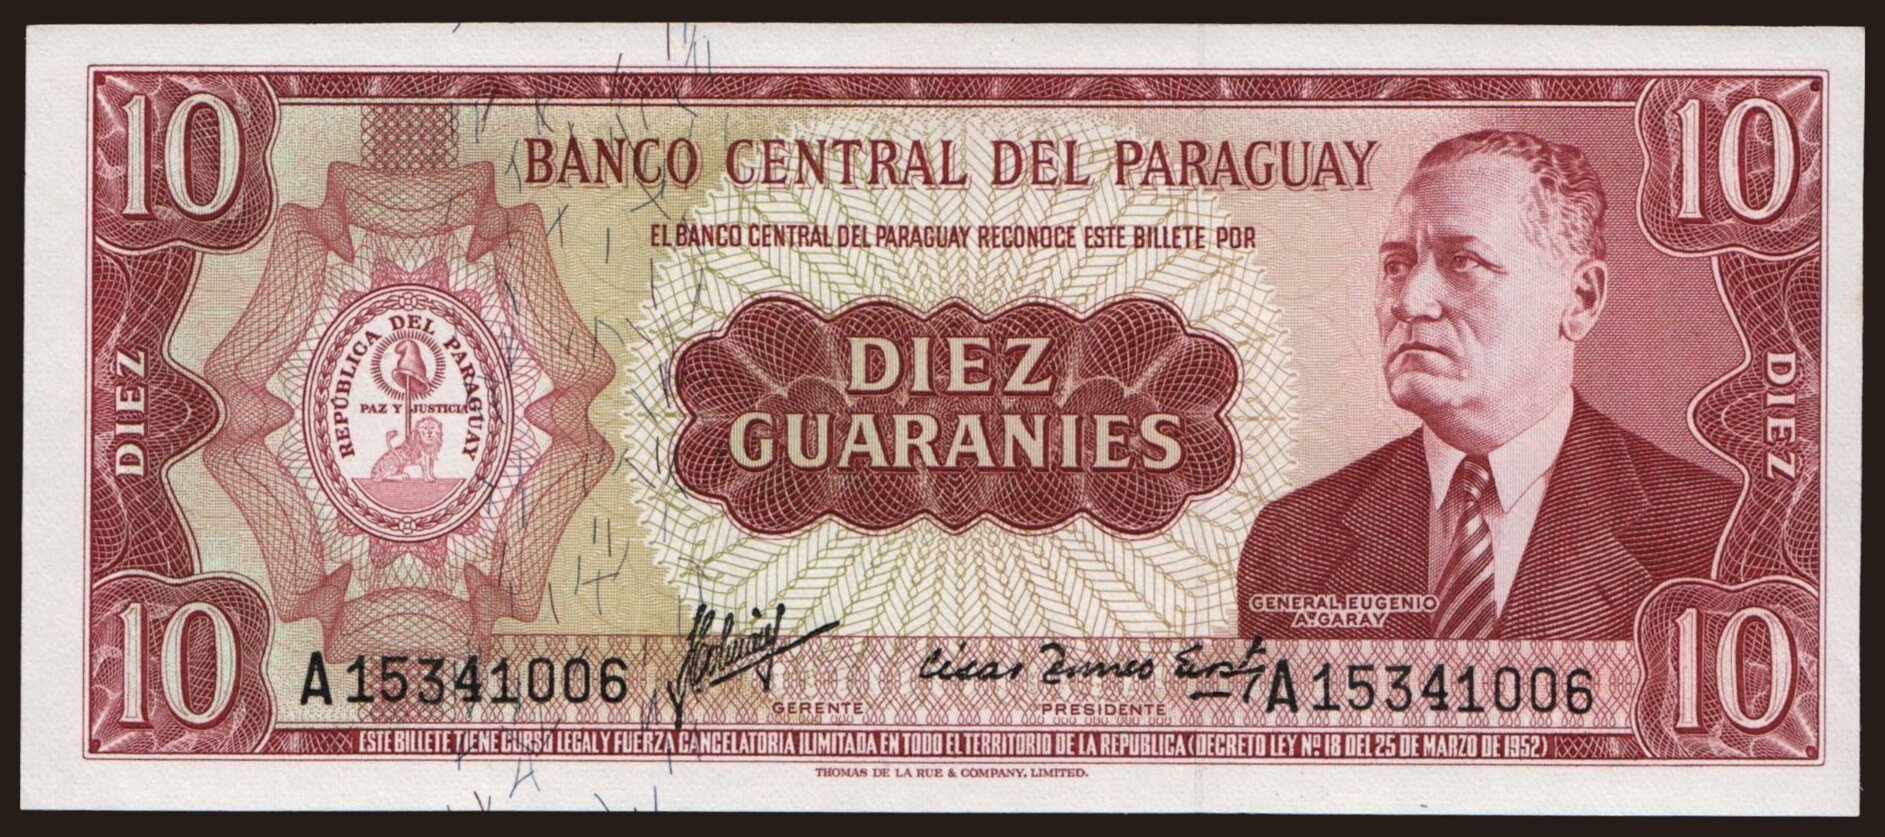 10
10
BANCO CENTRAL DEL PARAGUAY
EL BANCO CENTRAL DEL PARAGUAY RECONOCE ESTE BILLETE POR
REPÚBLICA DEL PARAGUAY
PAZ Y JUSTICIA
DIEZ
DIEZ
GUARANIES
DIEZ
GENERAL EUGENIO
A. GARAY
10
10
A15341006
A15341006
GERENTE
PRESIDENTE
ESTE BILLETE TIENE CURSO LEGAL Y FUERZA CANCELATORIA ILIMITADA EN TODO EL TERRITORIO DE LA REPUBLICA (DECRETO LEY Nº 18 DEL 25 DE MARZO DE 1952)
THOMAS DE LA RUE & COMPANY, LIMITED.